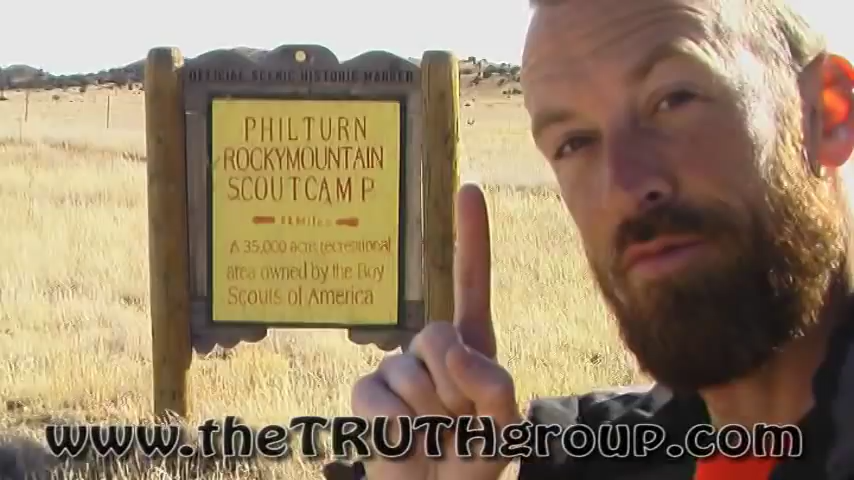 OFFICIAL SCENIC HISTORIC MARKER
PHILTURN
ROCKYMOUNTAIN
SCOUTCAMP
Miles
A 35,000 acre recreational
area owned by the Boy
Scouts of America
www.theTRUTHgroup.com